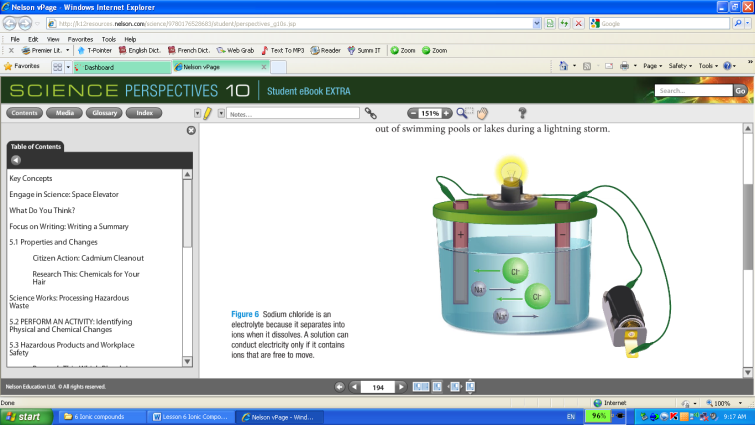 Nelson vPage - Windows Internet Explorer
http://k12resources.nelson.com/science/9780176528681/student/perspectives_g10s.jsp
Google
File Edit View Favorites Tools Help
Premier Lit. T-Pointer English Dict. French Dict. Web Grab Text To MP3 Reader Summ IT Zoom Zoom
Favorites Dashboard Nelson vPage Page Safety Tools
SCIENCE PERSPECTIVES 10 Student eBook EXTRA Search... Go
Contents Media Glossary Index Notes... 151%
Table of Contents
Key Concepts
Engage in Science: Space Elevator
What Do You Think?
Focus on Writing: Writing a Summary
5.1 Properties and Changes
Citizen Action: Cadmium Cleanout
Research This: Chemicals for Your
Hair
Science Works: Processing Hazardous
Waste
5.2 PERFORM AN ACTIVITY: Identifying
Physical and Chemical Changes
5.3 Hazardous Products and Workplace
Safety
out of swimming pools or lakes during a lightning storm.
+ −
Cl⁻
Na⁺
Cl⁻
Na⁺
Figure 6 Sodium chloride is an
electrolyte because it separates into
ions when it dissolves. A solution can
conduct electricity only if it contains
ions that are free to move.
Nelson Education Ltd. © All rights reserved. 194
Done Internet 100%
start 6 Ionic compounds Lesson 6 Ionic Compo... Nelson vPage - Wind... EN 96% 9:17 AM